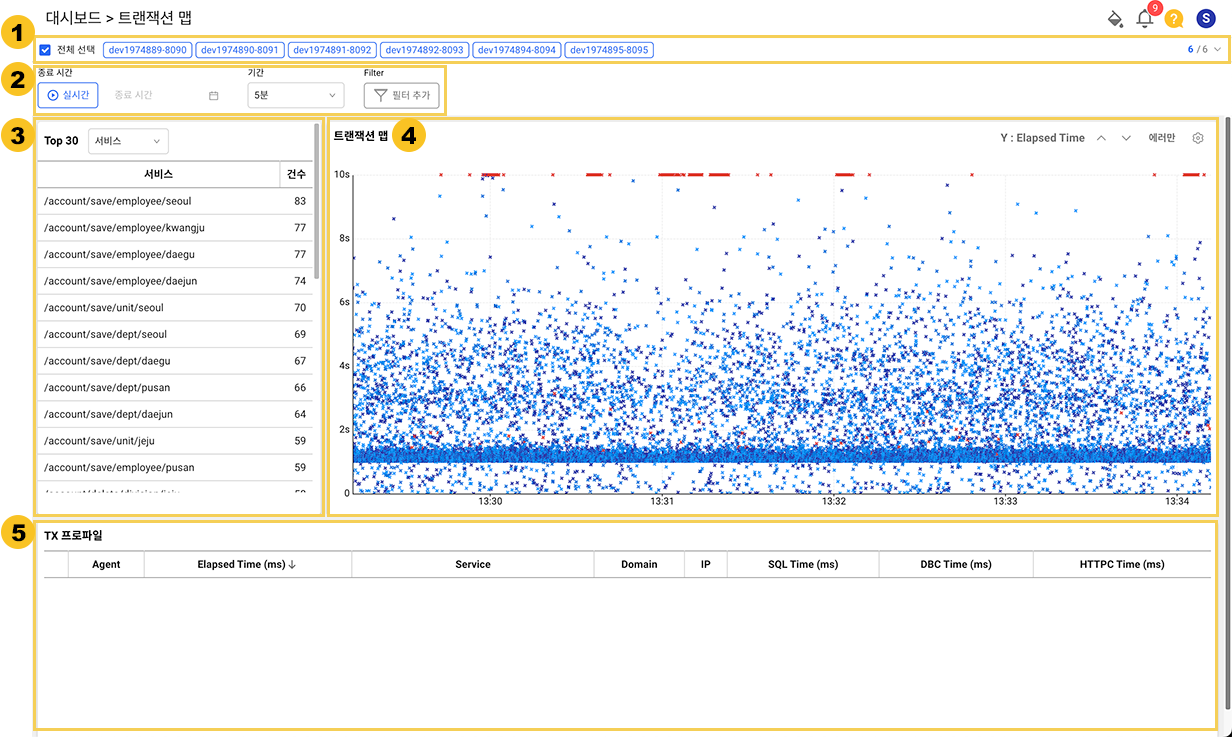 대시보드 > 트랜잭션 맵
9
?
S
1
전체 선택 dev1974889-8090 dev1974890-8091 dev1974891-8092 dev1974892-8093 dev1974894-8094 dev1974895-8095 6 / 6
2
종료 시간 기간 Filter
실시간 종료 시간 5분 필터 추가
3
Top 30 서비스
서비스 건수
/account/save/employee/seoul 83
/account/save/employee/kwangju 77
/account/save/employee/daegu 77
/account/save/employee/daejun 74
/account/save/unit/seoul 70
/account/save/dept/seoul 69
/account/save/dept/daegu 67
/account/save/dept/pusan 66
/account/save/dept/daejun 64
/account/save/unit/jeju 59
/account/save/employee/pusan 59
트랜잭션 맵 4 Y : Elapsed Time 에러만
10s
8s
6s
4s
2s
0
13:30 13:31 13:32 13:33 13:34
5
TX 프로파일
Agent Elapsed Time (ms) ↓ Service Domain IP SQL Time (ms) DBC Time (ms) HTTPC Time (ms)